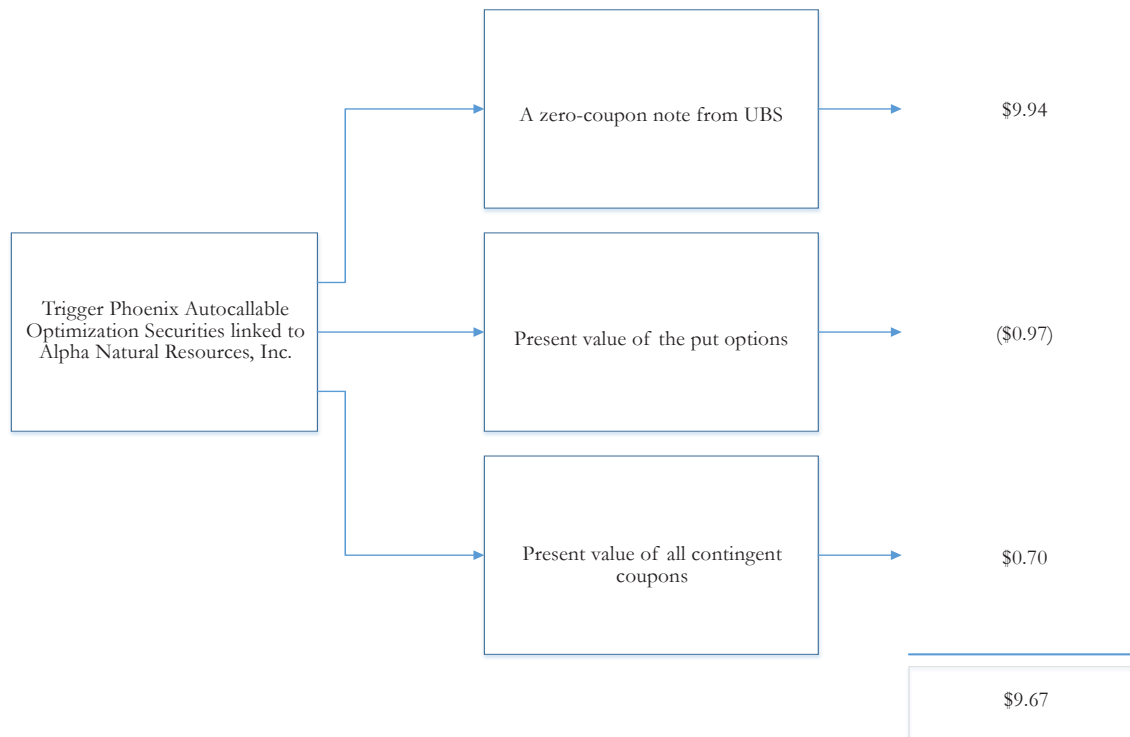 A zero-coupon note from UBS
$9.94
Trigger Phoenix Autocallable
Optimization Securities linked to
Alpha Natural Resources, Inc.
Present value of the put options
($0.97)
Present value of all contingent
coupons
$0.70
$9.67